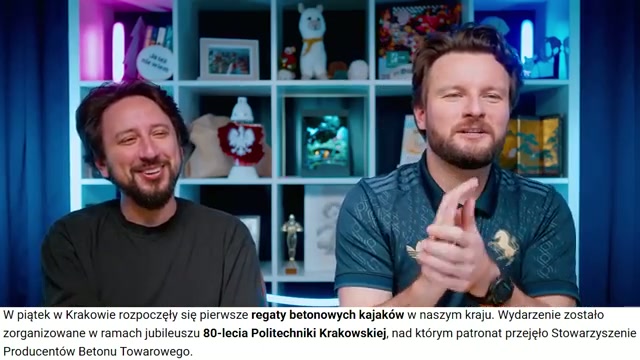 W piątek w Krakowie rozpoczęły się pierwsze regaty betonowych kajaków w naszym kraju. Wydarzenie zostało
zorganizowane w ramach jubileuszu 80-lecia Politechniki Krakowskiej, nad którym patronat przejęło Stowarzyszenie
Producentów Betonu Towarowego.